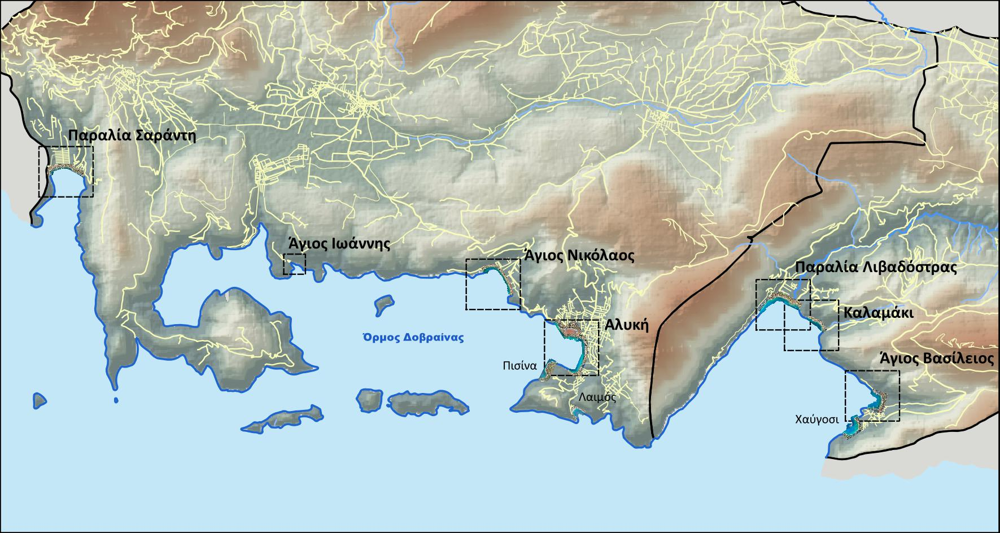 Παραλία Σαράντη
Άγιος Ιωάννης
Άγιος Νικόλαος
Παραλία Λιβαδόστρας
Καλαμάκι
Αλυκή
Όρμος Δοβραίνας
Άγιος Βασίλειος
Πισίνα
Λαιμός
Χαύγοσι